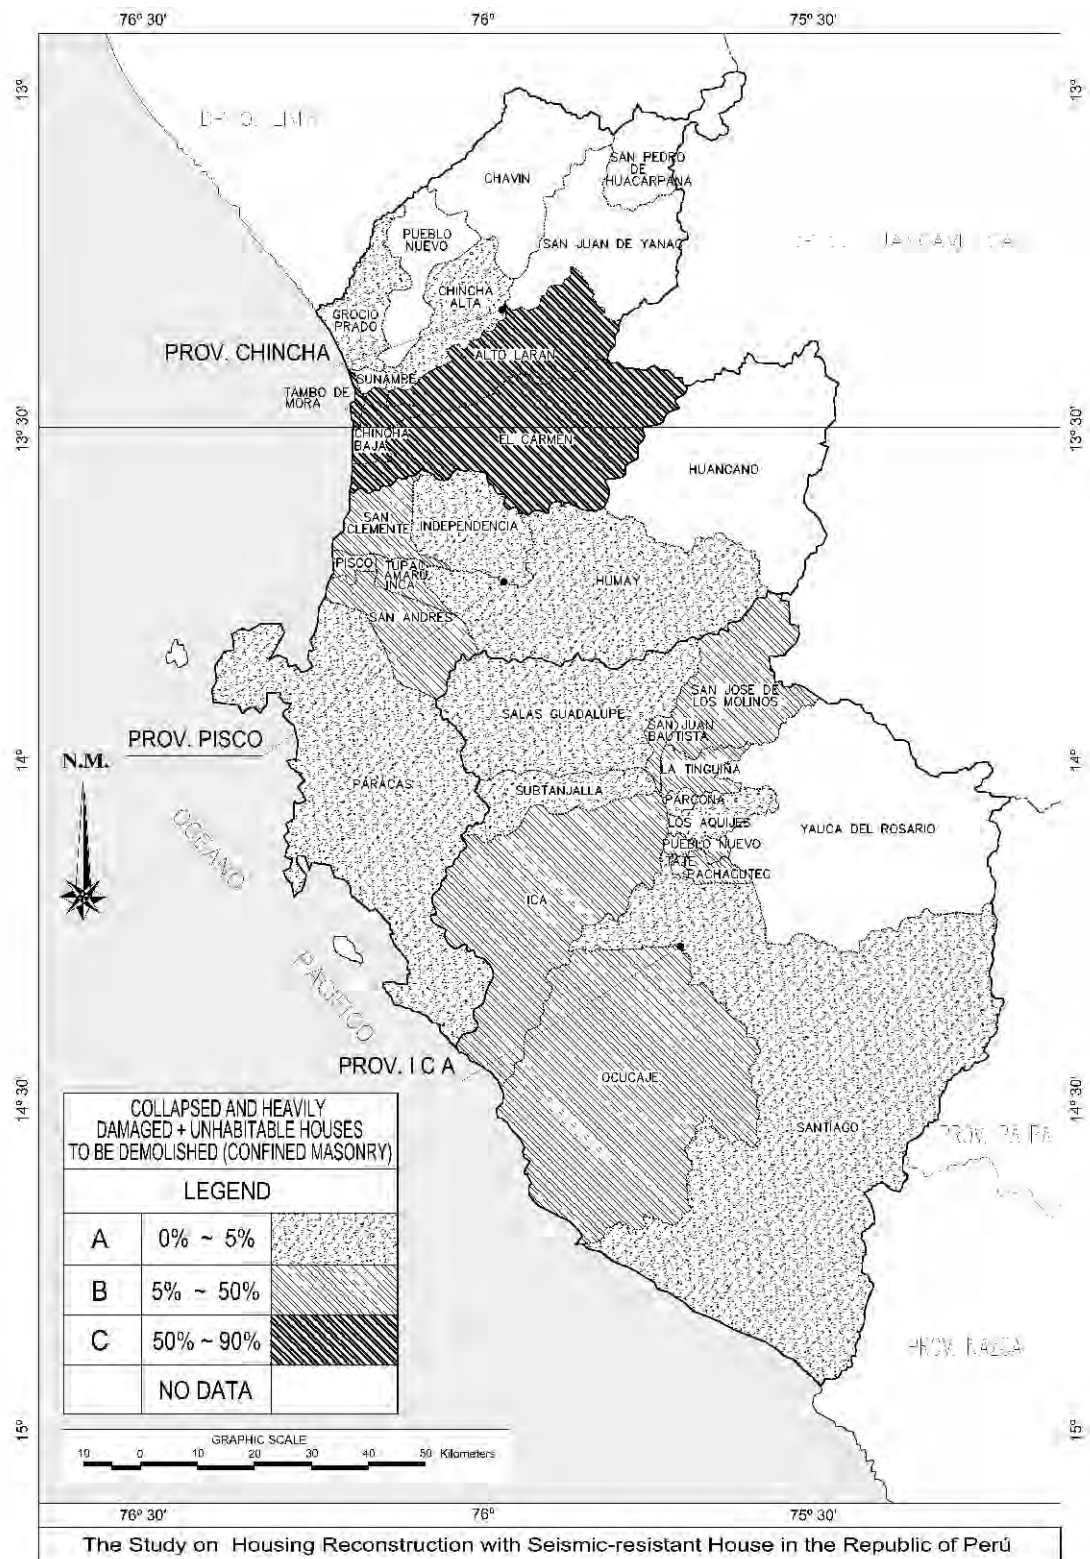 76° 30'
76°
75° 30'
13°
13°
CHAVIN
SAN PEDRO
DE
HUACARPANA
PUEBLO
NUEVO
SAN JUAN DE YANAC
CHINCHA
ALTA
GROCIO
PRADO
PROV. CHINCHA
ALTO LARAN
SUNAMBE
TAMBO DE
MORA
13° 30'
13° 30'
CHINCHA
BAJA
EL CARMEN
HUANCANO
SAN
CLEMENTE
INDEPENDENCIA
PISCO
TUPAC
AMARU
INCA
HUMAY
SAN ANDRES
SAN JOSE DE
LOS MOLINOS
SALAS GUADALUPE
SAN JUAN
BAUTISTA
PROV. PISCO
14°
14°
N.M.
LA TINGUIÑA
PARACAS
SUBTANJALLA
PARCONA
OCEANO
LOS AQUIJES
YAUCA DEL ROSARIO
PUEBLO NUEVO
TATE
PACHACUTEC
ICA
PACIFICO
PROV. I C A
OCUCAJE
14° 30'
14° 30'
SANTIAGO
COLLAPSED AND HEAVILY
DAMAGED + UNHABITABLE HOUSES
TO BE DEMOLISHED (CONFINED MASONRY)
LEGEND
A 0% ~ 5%
B 5% ~ 50%
C 50% ~ 90%
NO DATA
15°
15°
GRAPHIC SCALE
10 0 10 20 30 40 50 Kilometers
76° 30'
76°
75° 30'
The Study on Housing Reconstruction with Seismic-resistant House in the Republic of Perú